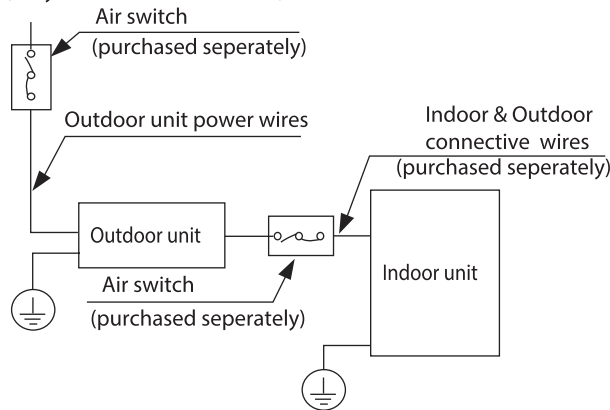 Air switch
(purchased seperately)
Outdoor unit power wires
Indoor & Outdoor
connective wires
(purchased seperately)
Outdoor unit
Indoor unit
Air switch
(purchased seperately)